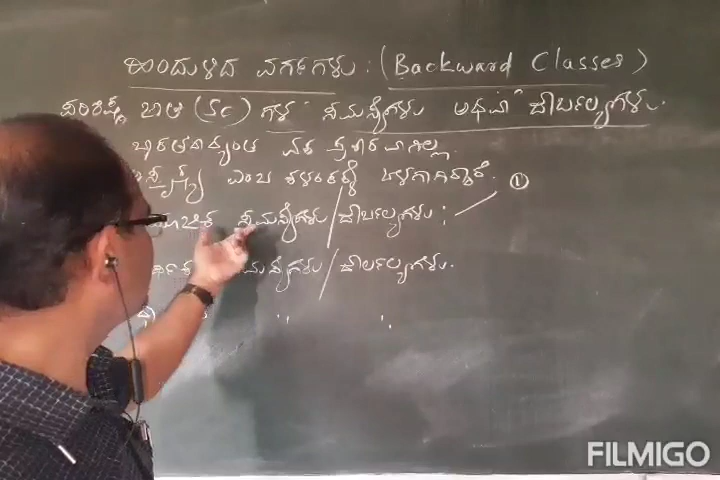 ಹಿಂದುಳಿದ ವರ್ಗಗಳು : (Backward Classes)
ಪರಿಶಿಷ್ಟ ಜಾತಿ (SC) ಗಳ ಸಮಸ್ಯೆಗಳು ಅಥವಾ ದೌರ್ಬಲ್ಯಗಳು.
ಭಾರತದಾದ್ಯಂತ
ಎಂಬ ಕಳಂಕಕ್ಕೆ ಒಳಗಾಗಿದ್ದಾರೆ. ①
ಸಮಸ್ಯೆಗಳು / ದೌರ್ಬಲ್ಯಗಳು :
ಸಮಸ್ಯೆಗಳು / ದೌರ್ಬಲ್ಯಗಳು.
" "
FILMIGO